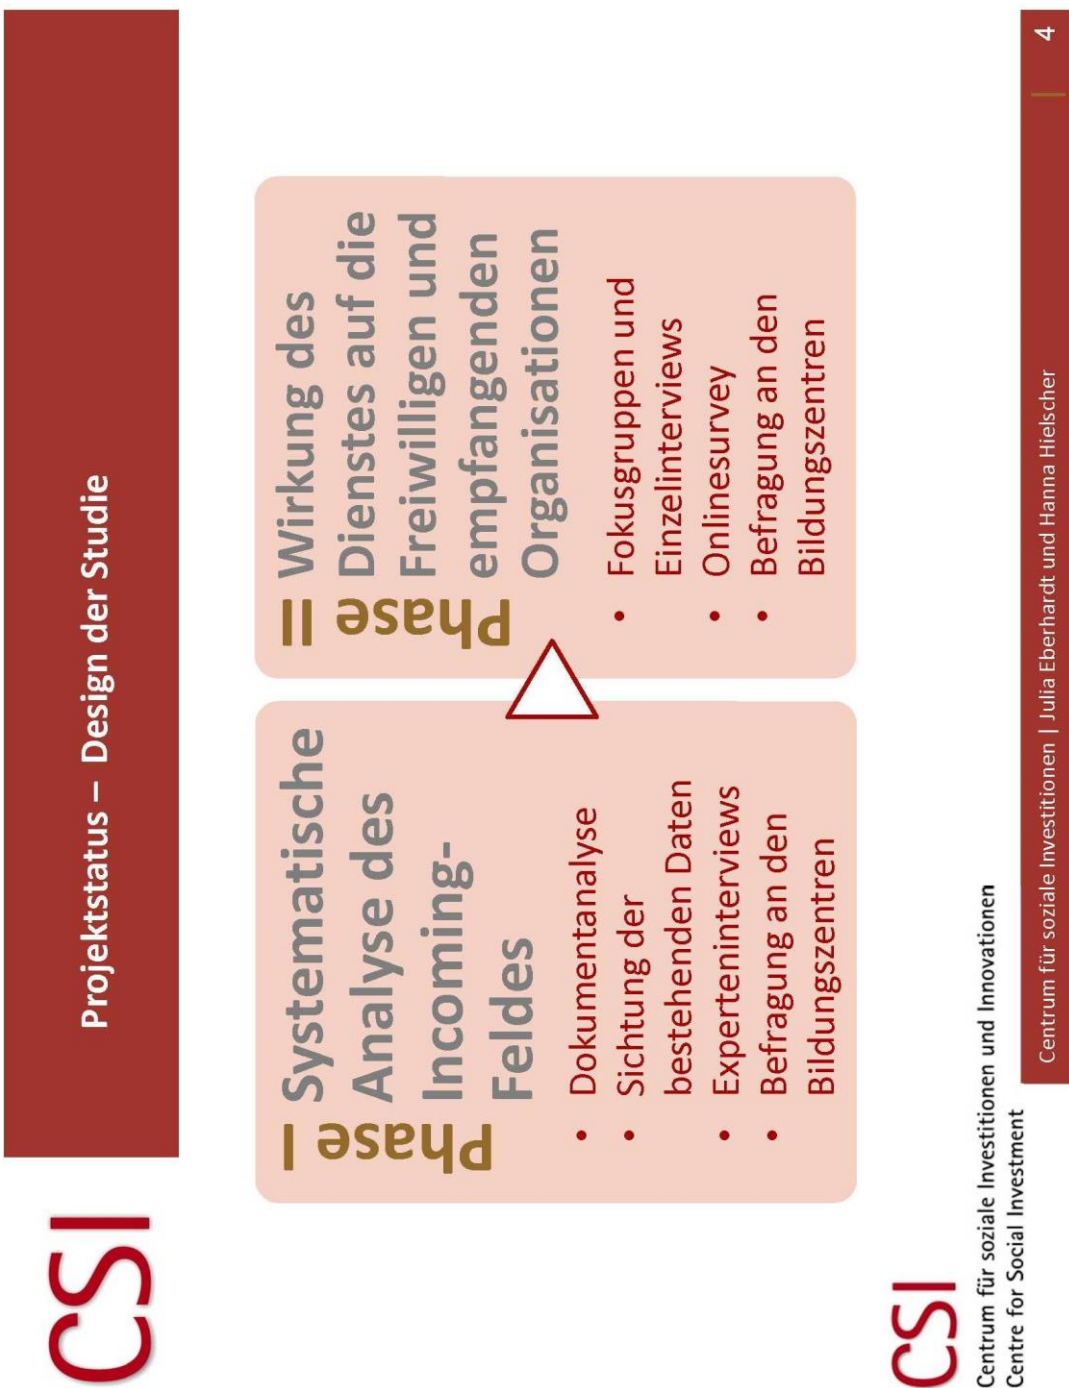 CSI
Projektstatus – Design der Studie
Phase I
Systematische
Analyse des
Incoming-
Feldes
• Dokumentanalyse
• Sichtung der
bestehenden Daten
• Experteninterviews
• Befragung an den
Bildungszentren
Phase II
Wirkung des
Dienstes auf die
Freiwilligen und
empfangenden
Organisationen
• Fokusgruppen und
Einzelinterviews
• Onlinesurvey
• Befragung an den
Bildungszentren
CSI
Centrum für soziale Investitionen und Innovationen
Centre for Social Investment
Centrum für soziale Investitionen | Julia Eberhardt und Hanna Hielscher | 4